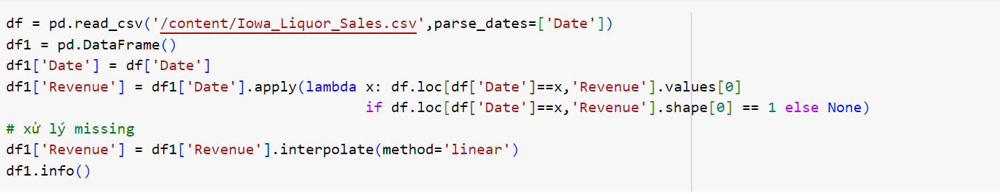 df = pd.read_csv('/content/Iowa_Liquor_Sales.csv',parse_dates=['Date'])
df1 = pd.DataFrame()
df1['Date'] = df['Date']
df1['Revenue'] = df1['Date'].apply(lambda x: df.loc[df['Date']==x,'Revenue'].values[0]
if df.loc[df['Date']==x,'Revenue'].shape[0] == 1 else None)
# xử lý missing
df1['Revenue'] = df1['Revenue'].interpolate(method='linear')
df1.info()